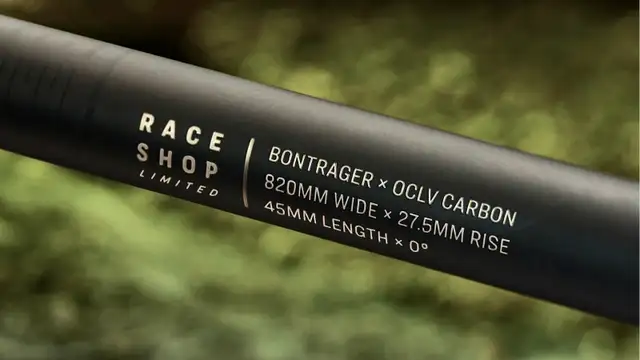 RACE
SHOP
LIMITED
BONTRAGER × OCLV CARBON
820MM WIDE × 27.5MM RISE
45MM LENGTH × 0°